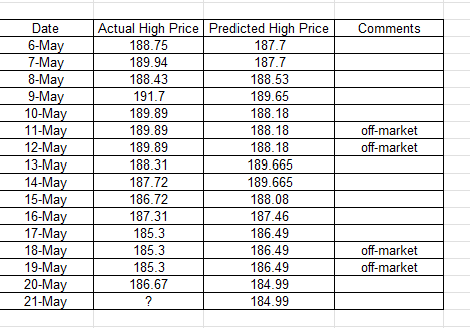 Date Actual High Price Predicted High Price Comments
6-May 188.75 187.7
7-May 189.94 187.7
8-May 188.43 188.53
9-May 191.7 189.65
10-May 189.89 188.18
11-May 189.89 188.18 off-market
12-May 189.89 188.18 off-market
13-May 188.31 189.665
14-May 187.72 189.665
15-May 186.72 188.08
16-May 187.31 187.46
17-May 185.3 186.49
18-May 185.3 186.49 off-market
19-May 185.3 186.49 off-market
20-May 186.67 184.99
21-May ? 184.99